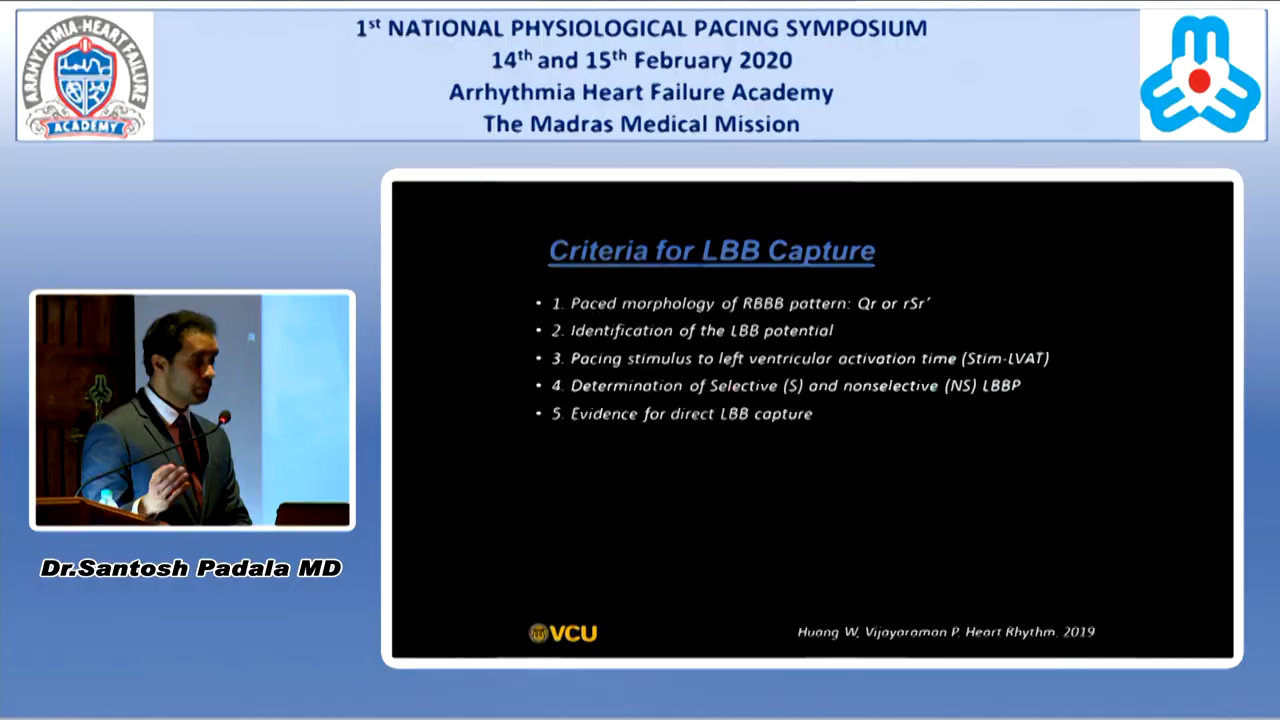 1st NATIONAL PHYSIOLOGICAL PACING SYMPOSIUM
14th and 15th February 2020
Arrhythmia Heart Failure Academy
The Madras Medical Mission
ARRHYTHMIA-HEART FAILURE
ACADEMY
Criteria for LBB Capture
• 1. Paced morphology of RBBB pattern: Qr or rSr′
• 2. Identification of the LBB potential
• 3. Pacing stimulus to left ventricular activation time (Stim-LVAT)
• 4. Determination of Selective (S) and nonselective (NS) LBBP
• 5. Evidence for direct LBB capture
VCU
Huang W, Vijayaraman P. Heart Rhythm. 2019
Dr.Santosh Padala MD